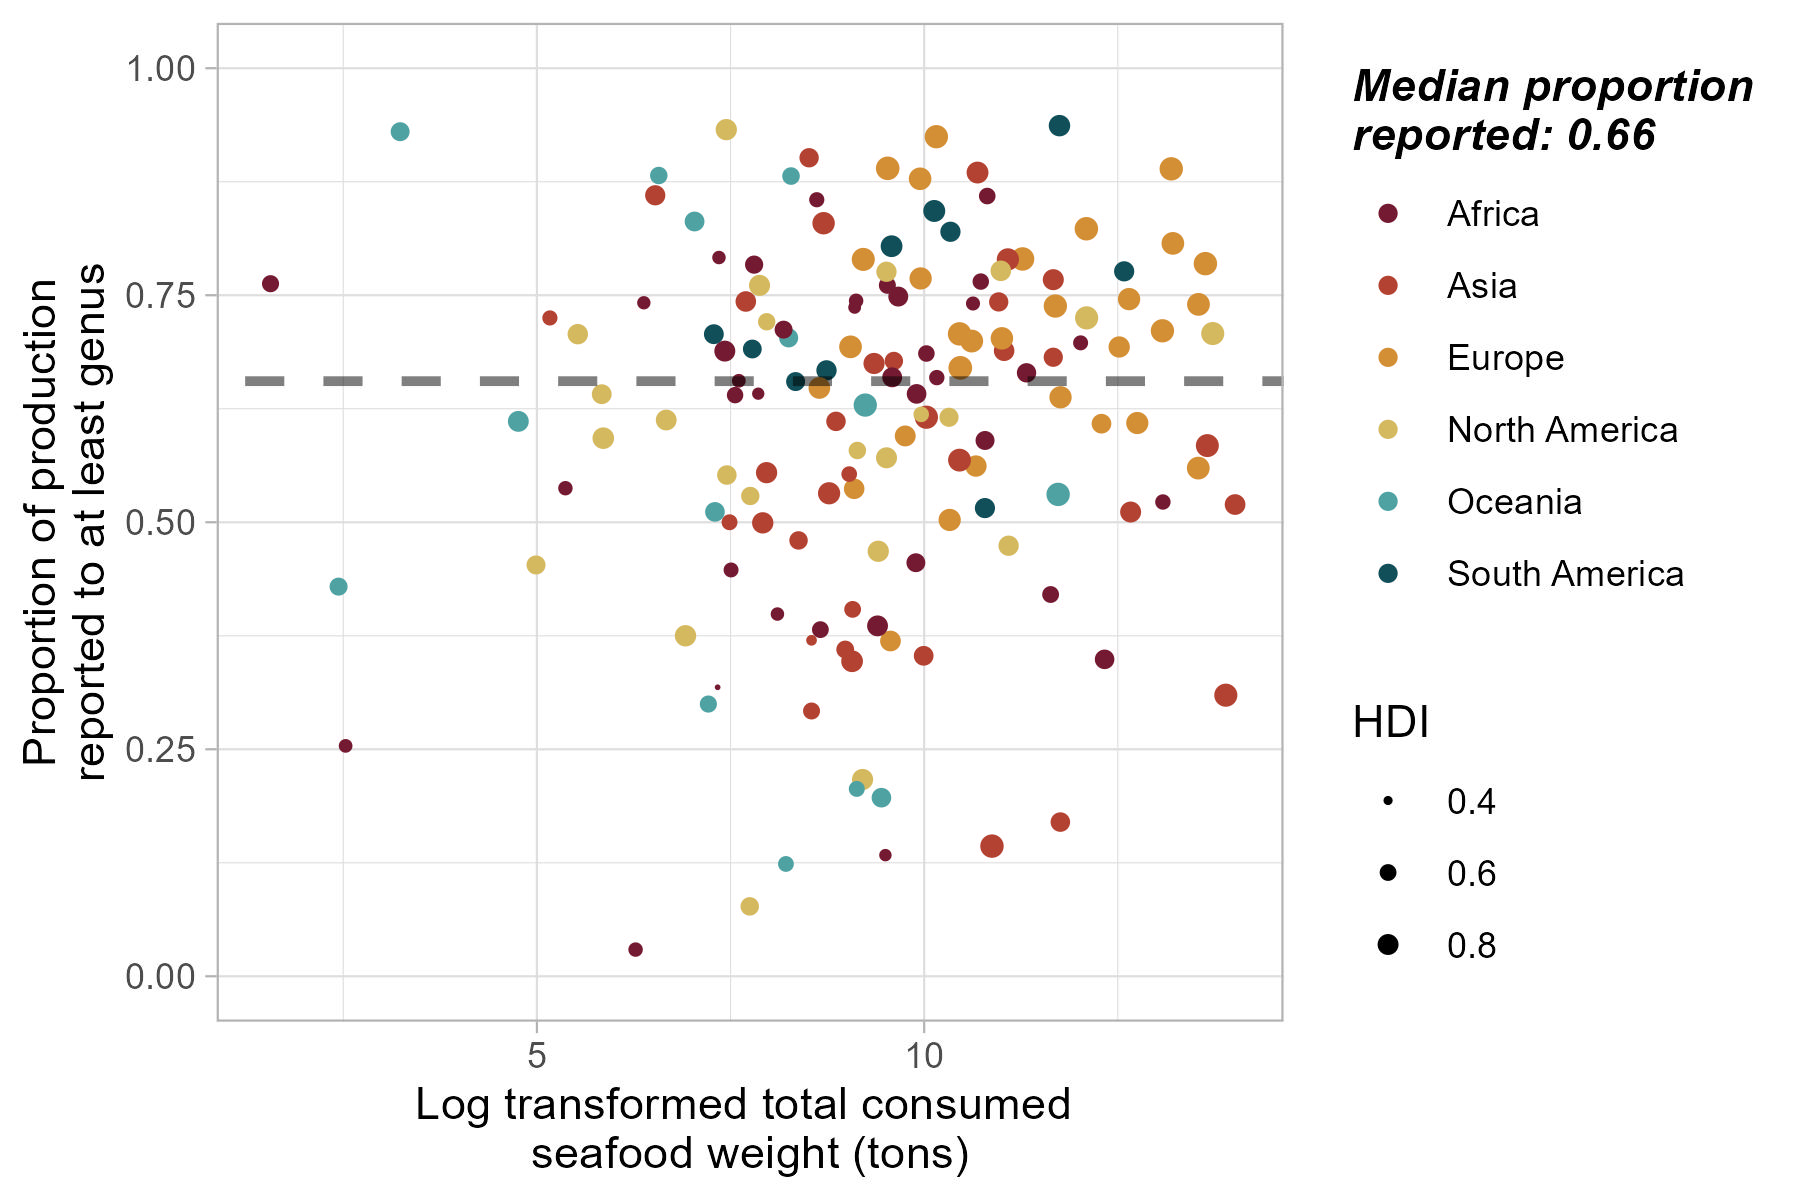 Proportion of production
reported to at least genus
1.00
0.75
0.50
0.25
0.00
5
10
Log transformed total consumed
seafood weight (tons)
Median proportion
reported: 0.66
Africa
Asia
Europe
North America
Oceania
South America
HDI
0.4
0.6
0.8